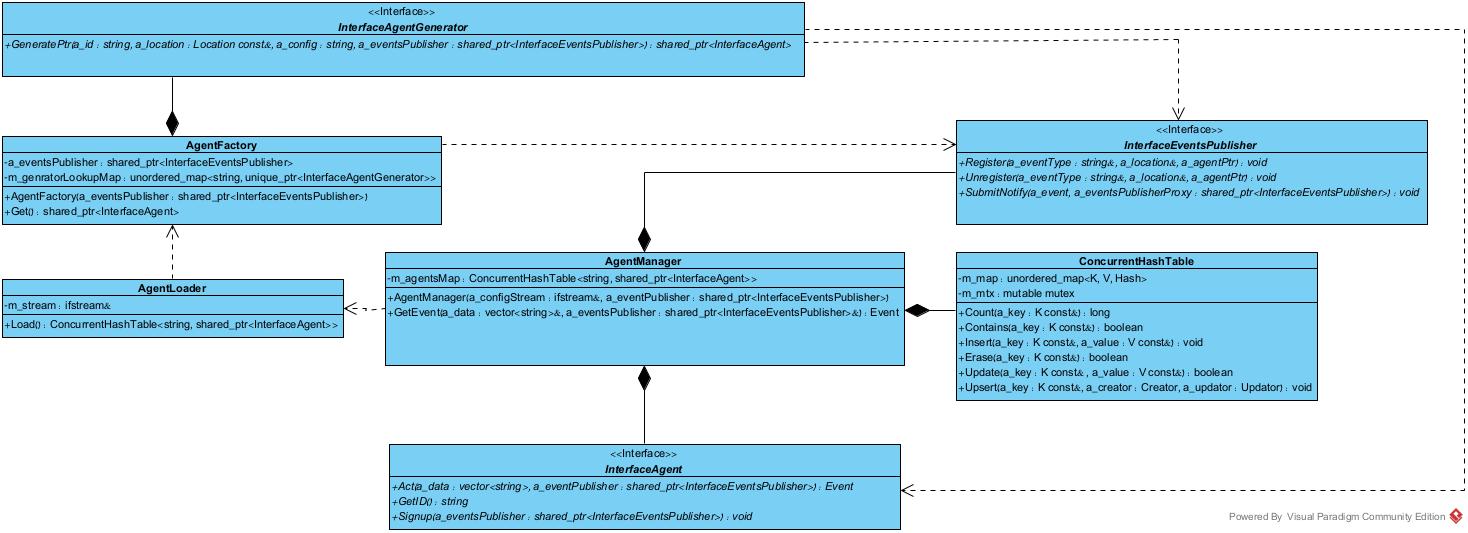 <<Interface>>
InterfaceAgentGenerator
+GeneratePtr(a_id : string, a_location : Location const&, a_config : string, a_eventsPublisher : shared_ptr<InterfaceEventsPublisher>) : shared_ptr<InterfaceAgent>
AgentFactory
-a_eventsPublisher : shared_ptr<InterfaceEventsPublisher>
-m_genratorLookupMap : unordered_map<string, unique_ptr<InterfaceAgentGenerator>>
+AgentFactory(a_eventsPublisher : shared_ptr<InterfaceEventsPublisher>)
+Get() : shared_ptr<InterfaceAgent>
<<Interface>>
InterfaceEventsPublisher
+Register(a_eventType : string&, a_location&, a_agentPtr) : void
+Unregister(a_eventType : string&, a_location&, a_agentPtr) : void
+SubmitNotify(a_event, a_eventsPublisherProxy : shared_ptr<InterfaceEventsPublisher>) : void
AgentLoader
-m_stream : ifstream&
+Load() : ConcurrentHashTable<string, shared_ptr<InterfaceAgent>>
AgentManager
-m_agentsMap : ConcurrentHashTable<string, shared_ptr<InterfaceAgent>>
+AgentManager(a_configStream : ifstream&, a_eventPublisher : shared_ptr<InterfaceEventsPublisher>)
+GetEvent(a_data : vector<string>&, a_eventsPublisher : shared_ptr<InterfaceEventsPublisher>&) : Event
ConcurrentHashTable
-m_map : unordered_map<K, V, Hash>
-m_mtx : mutable mutex
+Count(a_key : K const&) : long
+Contains(a_key : K const&) : boolean
+Insert(a_key : K const&, a_value : V const&) : void
+Erase(a_key : K const&) : boolean
+Update(a_key : K const& , a_value : V const&) : boolean
+Upsert(a_key : K const&, a_creator : Creator, a_updator : Updator) : void
<<Interface>>
InterfaceAgent
+Act(a_data : vector<string>, a_eventPublisher : shared_ptr<InterfaceEventsPublisher>) : Event
+GetID() : string
+Signup(a_eventsPublisher : shared_ptr<InterfaceEventsPublisher>) : void
Powered By Visual Paradigm Community Edition